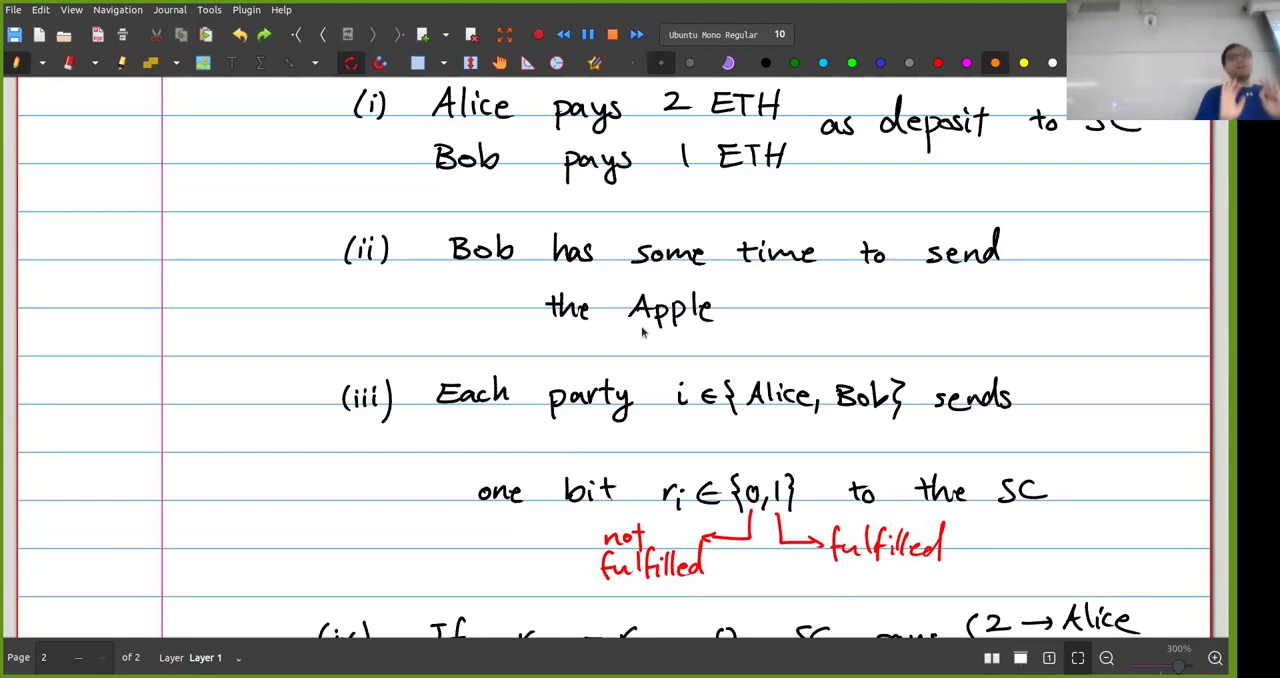 File Edit View Navigation Journal Tools Plugin Help
Ubuntu Mono Regular 10
(i) Alice pays 2 ETH as deposit to SC
Bob pays 1 ETH
(ii) Bob has some time to send
the Apple
(iii) Each party i ∈ {Alice, Bob} sends
one bit rᵢ ∈ {0,1} to the SC
not fulfilled
fulfilled
2 → Alice
Page 2 of 2 Layer Layer 1
300%